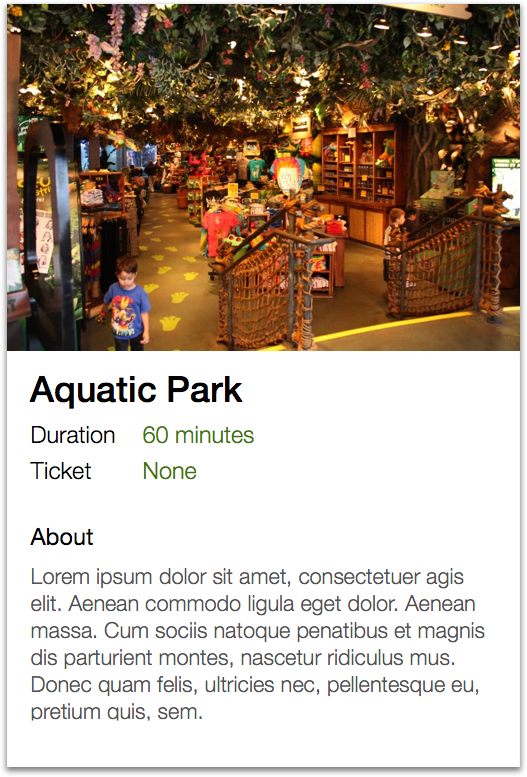 Aquatic Park
Duration 60 minutes
Ticket None
About
Lorem ipsum dolor sit amet, consectetuer agis
elit. Aenean commodo ligula eget dolor. Aenean
massa. Cum sociis natoque penatibus et magnis
dis parturient montes, nascetur ridiculus mus.
Donec quam felis, ultricies nec, pellentesque eu,
pretium quis, sem.